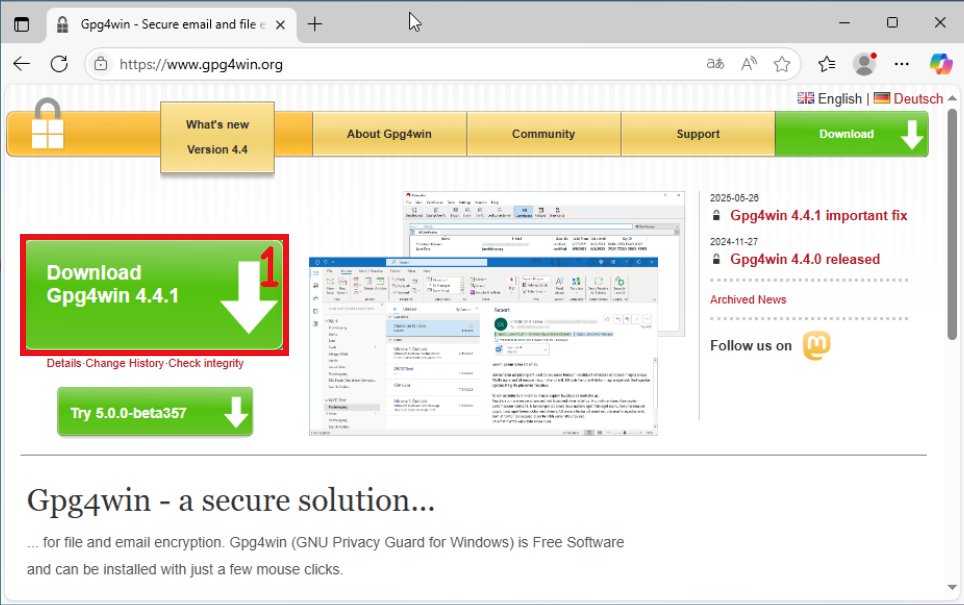 Gpg4win - Secure email and file e
https://www.gpg4win.org
English | Deutsch
What's new
Version 4.4
About Gpg4win
Community
Support
Download
Download
Gpg4win 4.4.1
1
Details·Change History·Check integrity
Try 5.0.0-beta357
Report
2025-05-26
Gpg4win 4.4.1 important fix
2024-11-27
Gpg4win 4.4.0 released
Archived News
Follow us on
Gpg4win - a secure solution...
... for file and email encryption. Gpg4win (GNU Privacy Guard for Windows) is Free Software
and can be installed with just a few mouse clicks.